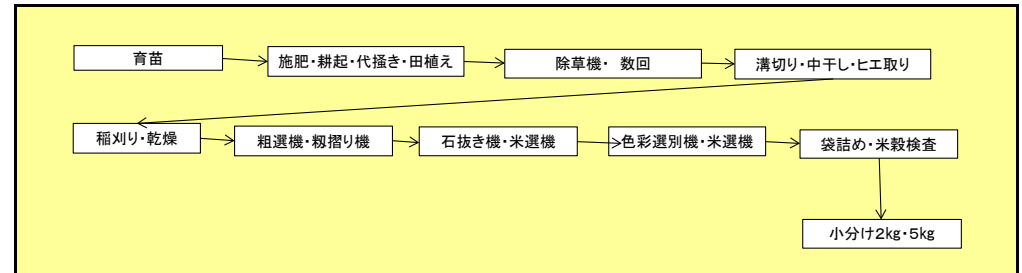 育苗
施肥・耕起・代掻き・田植え
除草機・ 数回
溝切り・中干し・ヒエ取り
稲刈り・乾燥
粗選機・籾摺り機
石抜き機・米選機
色彩選別機・米選機
袋詰め・米穀検査
小分け2kg・5kg